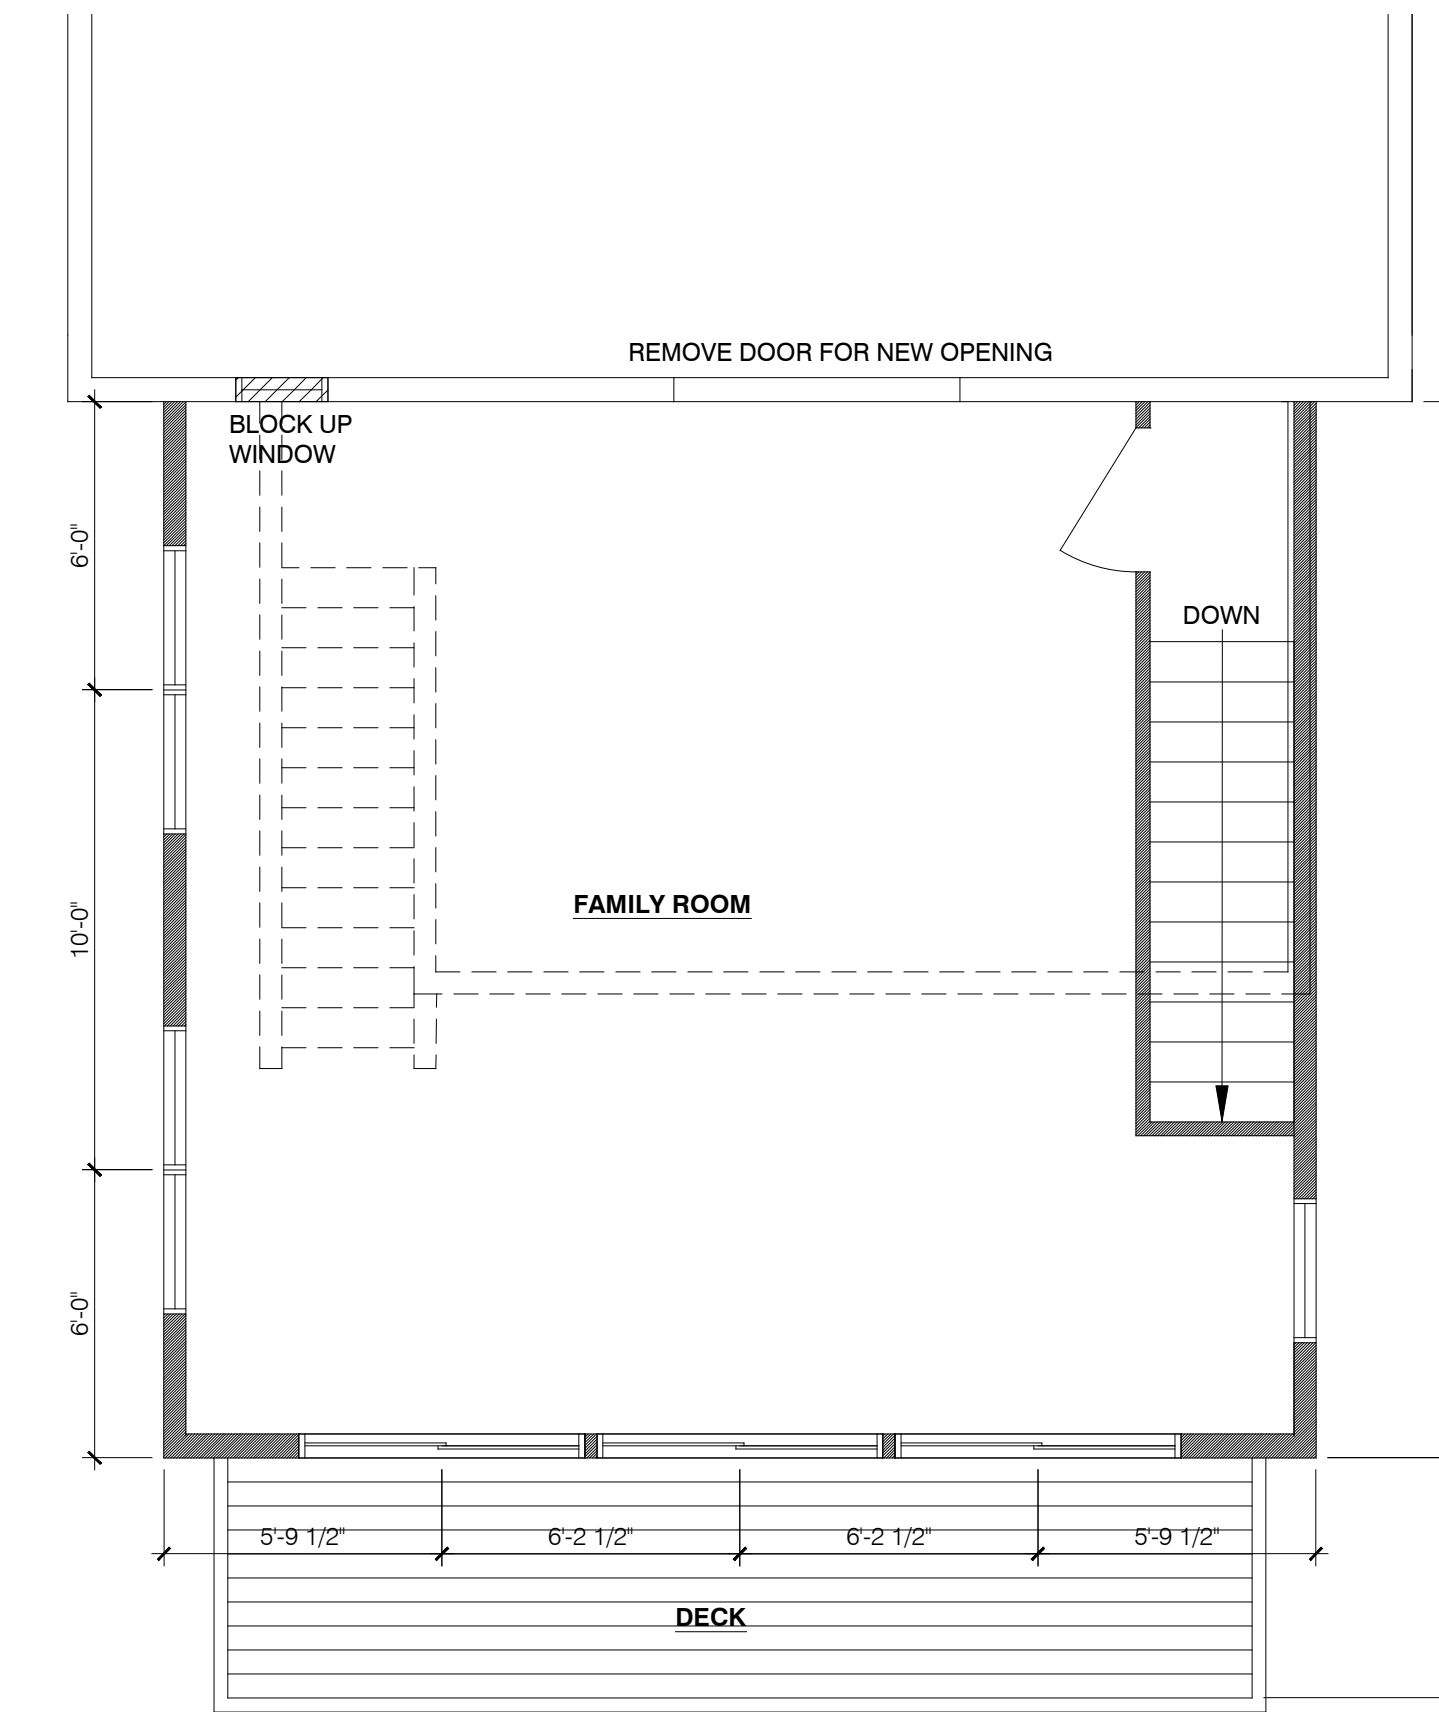 REMOVE DOOR FOR NEW OPENING
BLOCK UP
WINDOW
6'-0"
DOWN
FAMILY ROOM
10'-0"
6'-0"
5'-9 1/2"
6'-2 1/2"
6'-2 1/2"
5'-9 1/2"
DECK